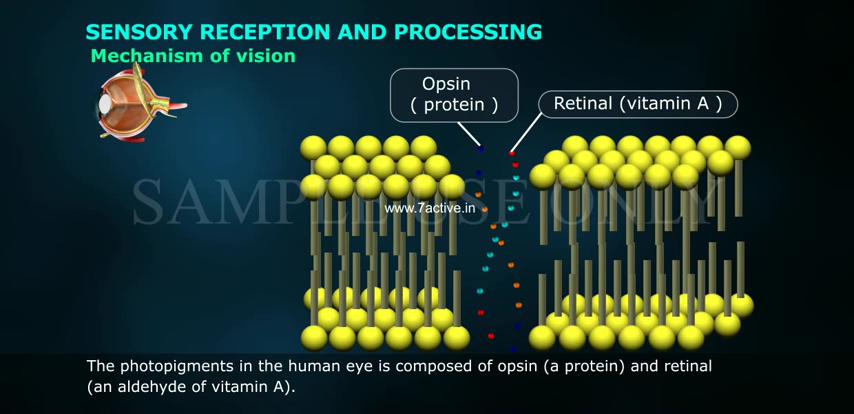 SENSORY RECEPTION AND PROCESSING
Mechanism of vision
Opsin
( protein )
Retinal (vitamin A )
SAMPLE USE ONLY
www.7active.in
The photopigments in the human eye is composed of opsin (a protein) and retinal
(an aldehyde of vitamin A).